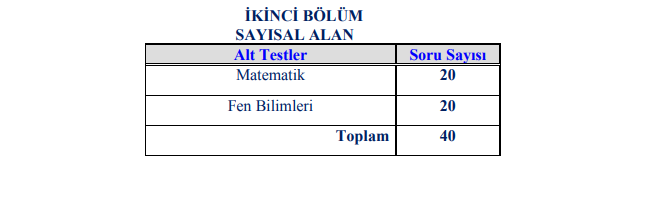 İKİNCİ BÖLÜM
SAYISAL ALAN
Alt Testler Soru Sayısı
Matematik 20
Fen Bilimleri 20
Toplam 40